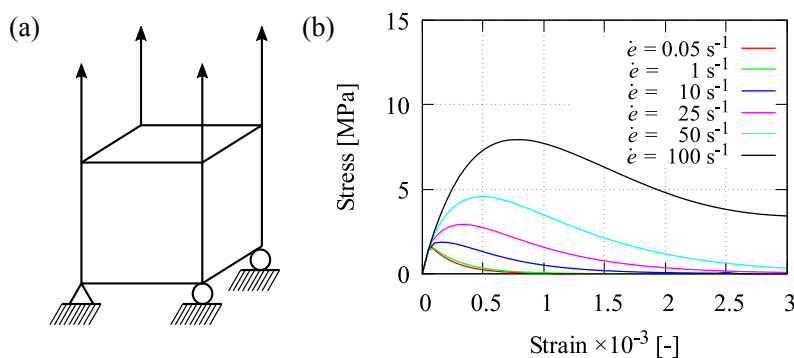 (a)
(b)
Stress [MPa]
15
10
5
0
ė = 0.05 s⁻¹
ė = 1 s⁻¹
ė = 10 s⁻¹
ė = 25 s⁻¹
ė = 50 s⁻¹
ė = 100 s⁻¹
0 0.5 1 1.5 2 2.5 3
Strain ×10⁻³ [-]